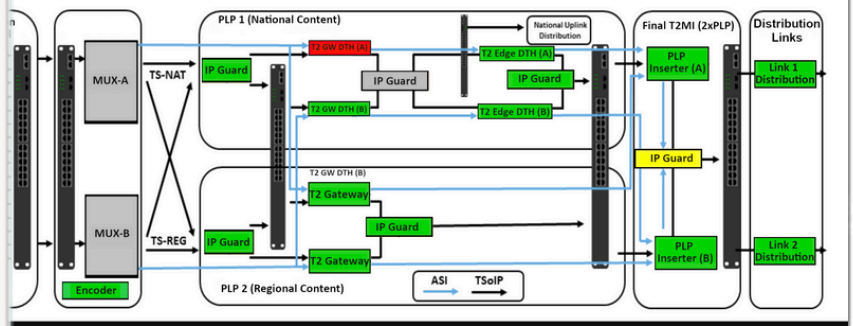 n
PLP 1 (National Content)
National Uplink
Distribution
Final T2MI (2xPLP)
Distribution
Links
MUX-A
TS-NAT
IP Guard
T2 GW DTH (A)
IP Guard
T2 GW DTH (B)
T2 Edge DTH (A)
IP Guard
T2 Edge DTH (B)
PLP
Inserter (A)
Link 1
Distribution
IP Guard
T2 GW DTH (B)
T2 Gateway
IP Guard
MUX-B
TS-REG
IP Guard
T2 Gateway
PLP
Inserter (B)
Link 2
Distribution
Encoder
PLP 2 (Regional Content)
ASI
TSoIP